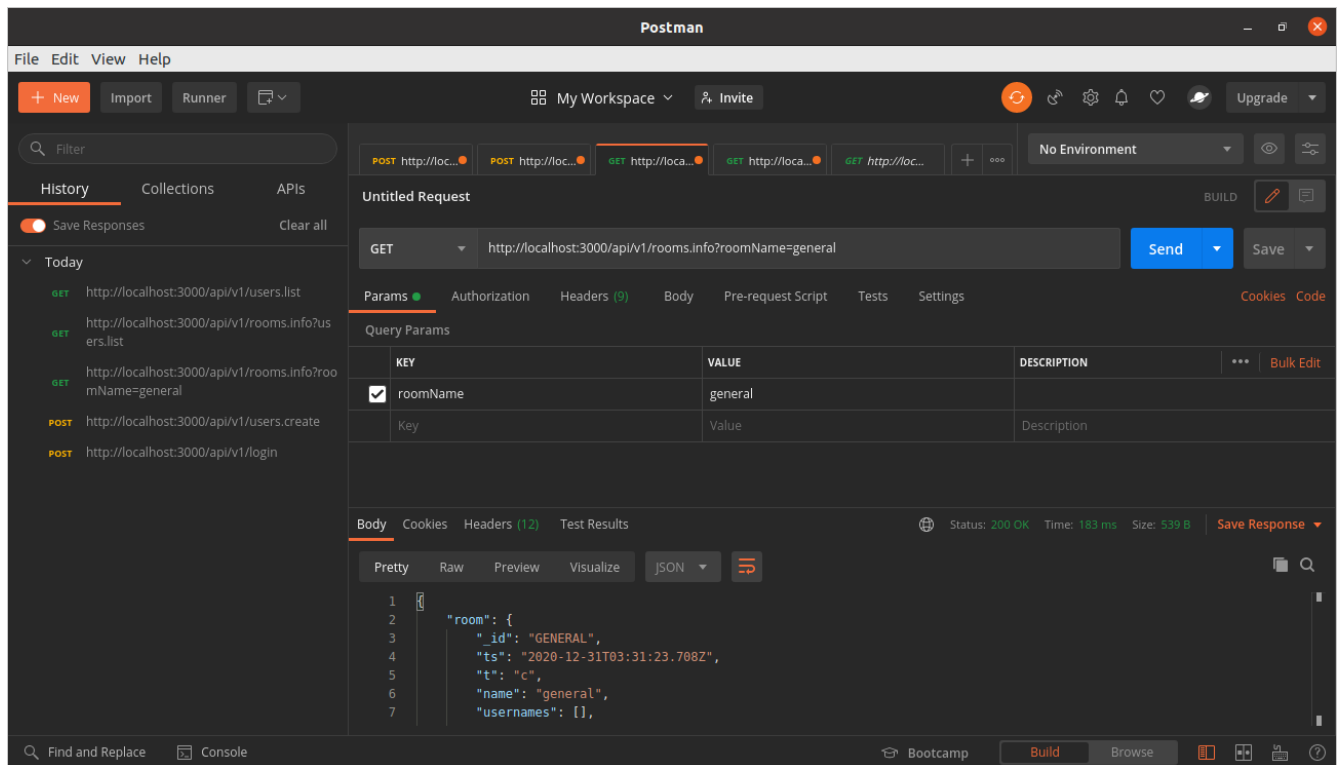 Postman
File Edit View Help
+ New Import Runner My Workspace Invite Upgrade
Filter
History Collections APIs
Save Responses Clear all
Today
GET http://localhost:3000/api/v1/users.list
GET http://localhost:3000/api/v1/rooms.info?us
ers.list
GET http://localhost:3000/api/v1/rooms.info?roo
mName=general
POST http://localhost:3000/api/v1/users.create
POST http://localhost:3000/api/v1/login
POST http://loc... POST http://loc... GET http://loca... GET http://loca... GET http://loc... + ooo No Environment
Untitled Request BUILD
GET http://localhost:3000/api/v1/rooms.info?roomName=general Send Save
Params Authorization Headers (9) Body Pre-request Script Tests Settings Cookies Code
Query Params
KEY VALUE DESCRIPTION ••• Bulk Edit
roomName general
Key Value Description
Body Cookies Headers (12) Test Results Status: 200 OK Time: 183 ms Size: 539 B Save Response
Pretty Raw Preview Visualize JSON
1 {
2 "room": {
3 "_id": "GENERAL",
4 "ts": "2020-12-31T03:31:23.708Z",
5 "t": "c",
6 "name": "general",
7 "usernames": [],
Find and Replace Console Bootcamp Build Browse ?